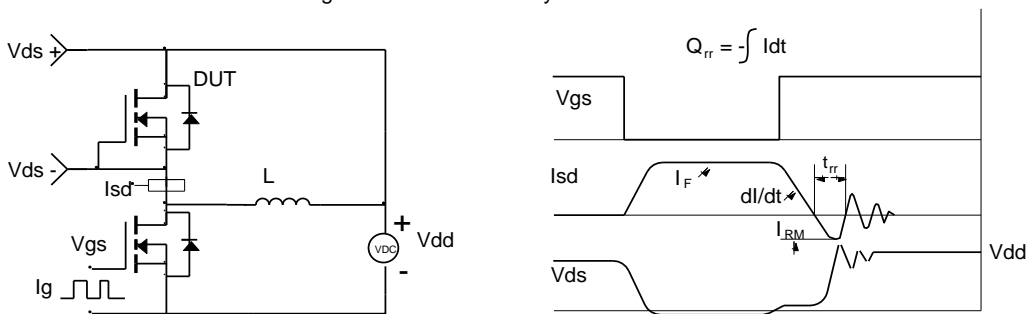 Vds +
DUT
Vds -
Isd
L
Vgs
Ig
VDC
+
-
Vdd
Qrr = -∫ Idt
Vgs
Isd
IF
dI/dt
trr
IRM
Vds
Vdd